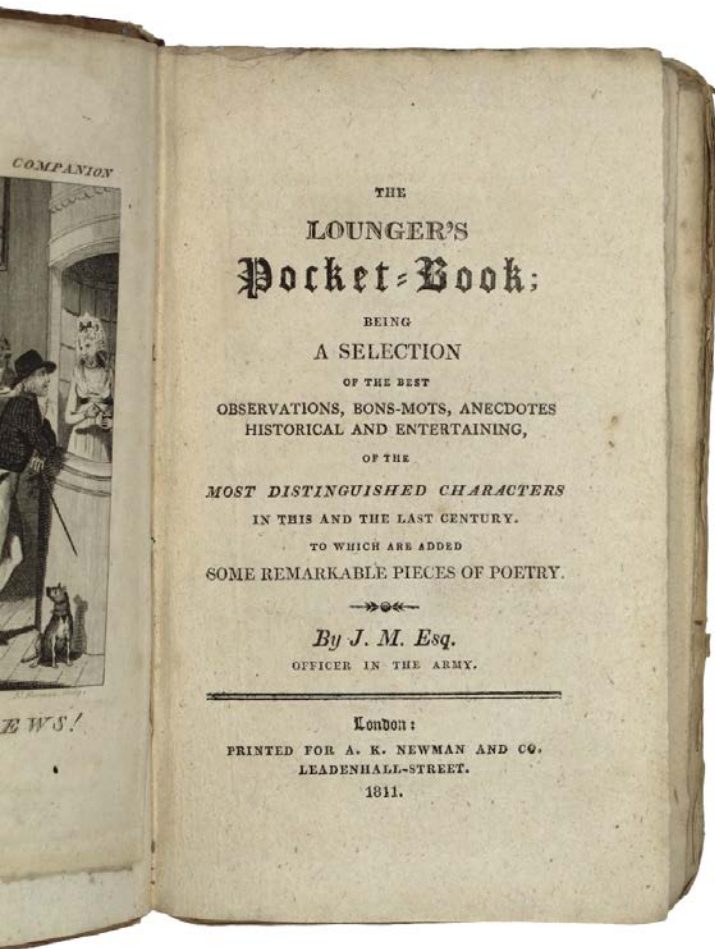 COMPANION
EWS!
THE
LOUNGER'S
Pocket-Book;
BEING
A SELECTION
OF THE BEST
OBSERVATIONS, BONS-MOTS, ANECDOTES
HISTORICAL AND ENTERTAINING,
OF THE
MOST DISTINGUISHED CHARACTERS
IN THIS AND THE LAST CENTURY.
TO WHICH ARE ADDED
SOME REMARKABLE PIECES OF POETRY.
By J. M. Esq.
OFFICER IN THE ARMY.
London:
PRINTED FOR A. K. NEWMAN AND CO.
LEADENHALL-STREET.
1811.